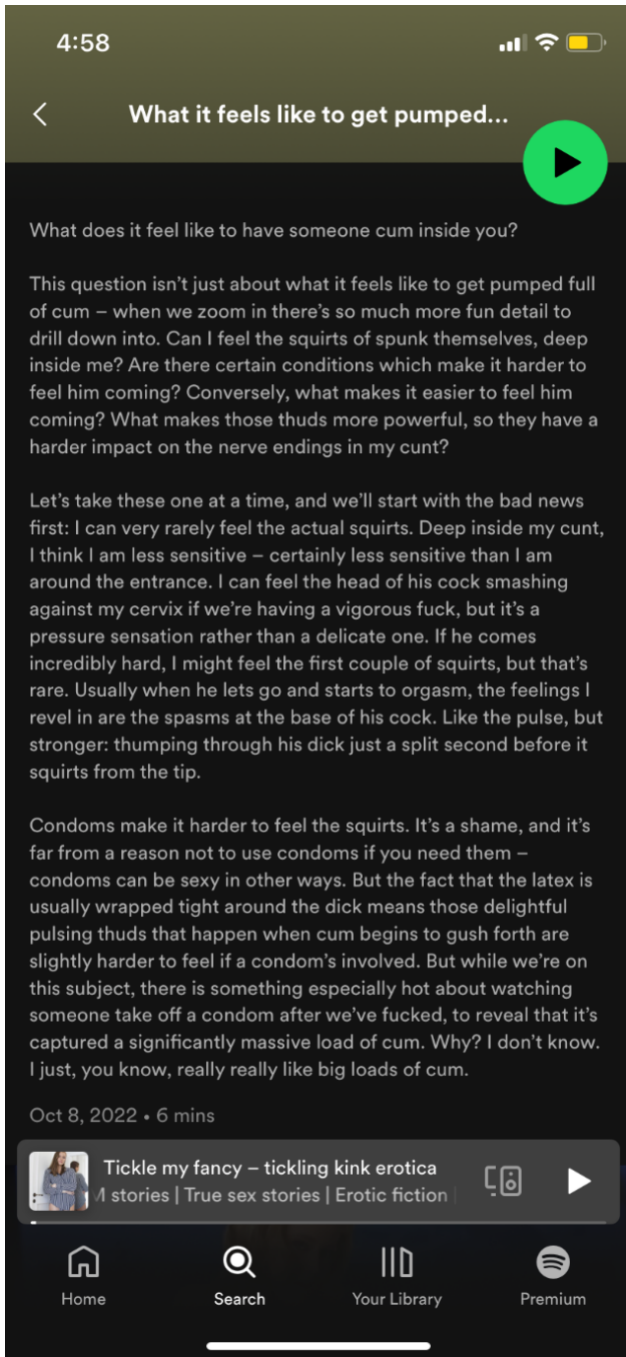 4:58
What it feels like to get pumped...
What does it feel like to have someone cum inside you?
This question isn't just about what it feels like to get pumped full
of cum – when we zoom in there's so much more fun detail to
drill down into. Can I feel the squirts of spunk themselves, deep
inside me? Are there certain conditions which make it harder to
feel him coming? Conversely, what makes it easier to feel him
coming? What makes those thuds more powerful, so they have a
harder impact on the nerve endings in my cunt?
Let's take these one at a time, and we'll start with the bad news
first: I can very rarely feel the actual squirts. Deep inside my cunt,
I think I am less sensitive – certainly less sensitive than I am
around the entrance. I can feel the head of his cock smashing
against my cervix if we're having a vigorous fuck, but it's a
pressure sensation rather than a delicate one. If he comes
incredibly hard, I might feel the first couple of squirts, but that's
rare. Usually when he lets go and starts to orgasm, the feelings I
revel in are the spasms at the base of his cock. Like the pulse, but
stronger: thumping through his dick just a split second before it
squirts from the tip.
Condoms make it harder to feel the squirts. It's a shame, and it's
far from a reason not to use condoms if you need them –
condoms can be sexy in other ways. But the fact that the latex is
usually wrapped tight around the dick means those delightful
pulsing thuds that happen when cum begins to gush forth are
slightly harder to feel if a condom's involved. But while we're on
this subject, there is something especially hot about watching
someone take off a condom after we've fucked, to reveal that it's
captured a significantly massive load of cum. Why? I don't know.
I just, you know, really really like big loads of cum.
Oct 8, 2022 • 6 mins
Tickle my fancy – tickling kink erotica
M stories | True sex stories | Erotic fiction |
Home
Search
Your Library
Premium